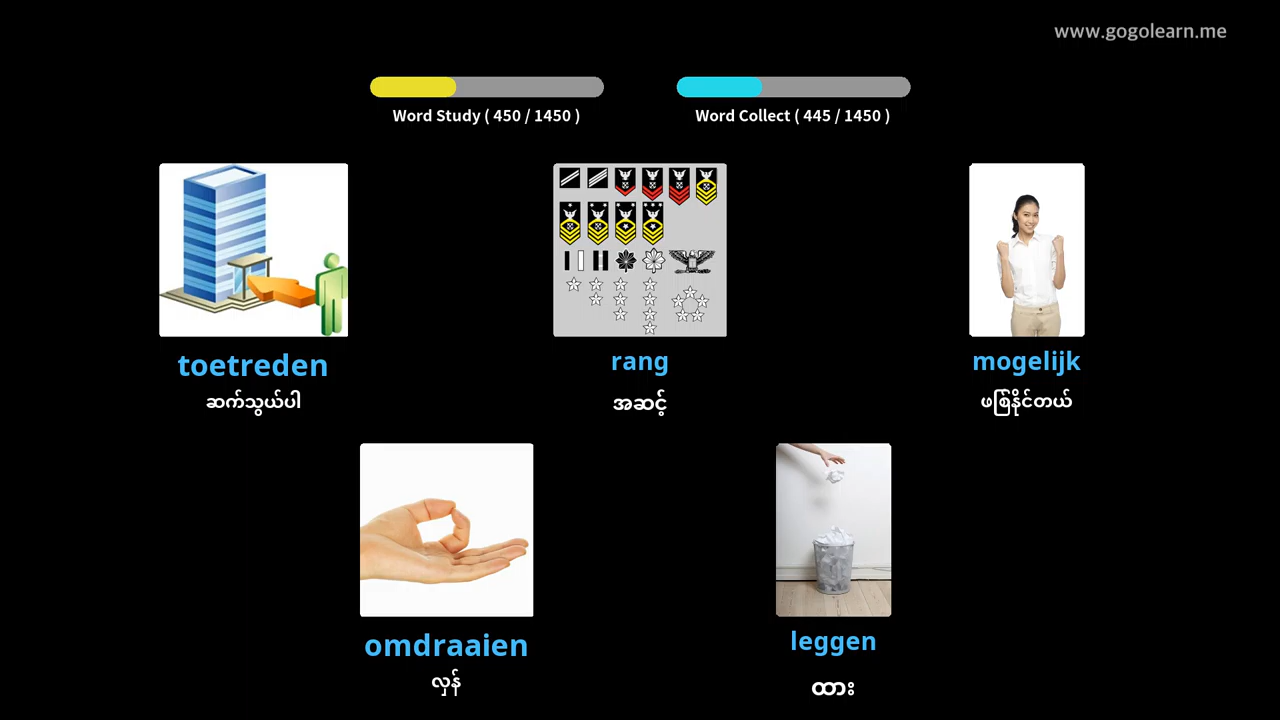 www.gogolearn.me
Word Study ( 450 / 1450 )
Word Collect ( 445 / 1450 )
toetreden
ဆက်သွယ်ပါ
rang
အဆင့်
mogelijk
ဖြစ်နိုင်တယ်
omdraaien
လှန်
leggen
ထား